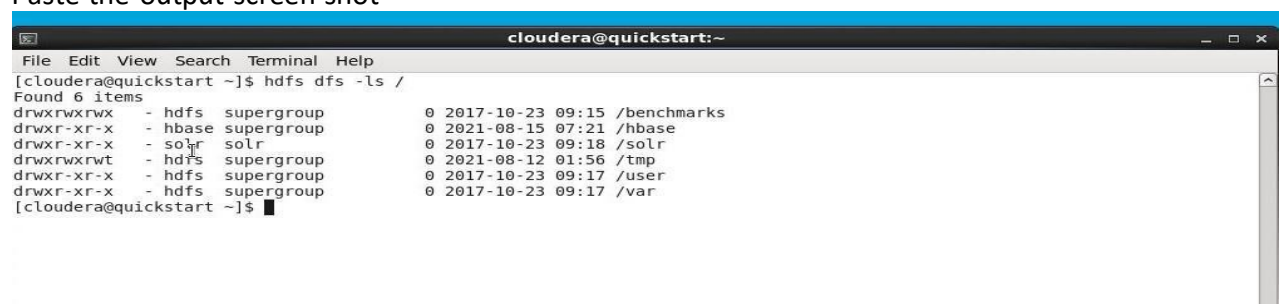 Paste the output screen shot
cloudera@quickstart:~
File Edit View Search Terminal Help
[cloudera@quickstart ~]$ hdfs dfs -ls /
Found 6 items
drwxrwxrwx   - hdfs  supergroup          0 2017-10-23 09:15 /benchmarks
drwxr-xr-x   - hbase supergroup          0 2021-08-15 07:21 /hbase
drwxr-xr-x   - solr  solr                0 2017-10-23 09:18 /solr
drwxrwxrwt   - hdfs  supergroup          0 2021-08-12 01:56 /tmp
drwxr-xr-x   - hdfs  supergroup          0 2017-10-23 09:17 /user
drwxr-xr-x   - hdfs  supergroup          0 2017-10-23 09:17 /var
[cloudera@quickstart ~]$